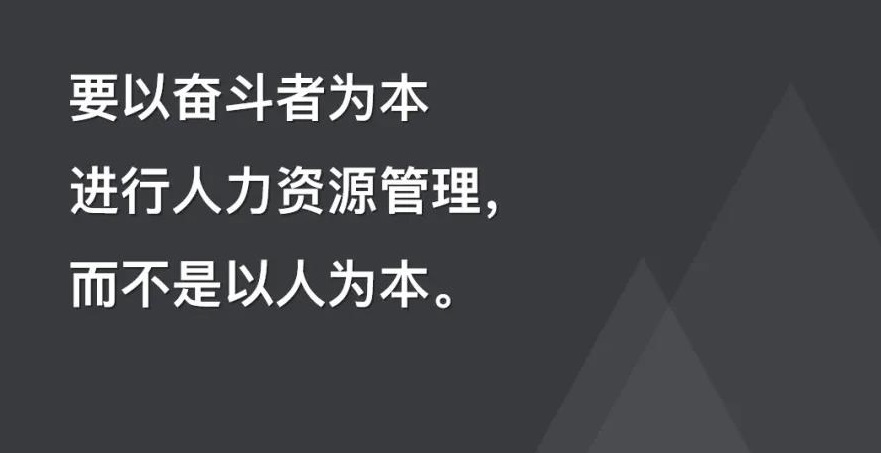 要以奋斗者为本
进行人力资源管理，
而不是以人为本。